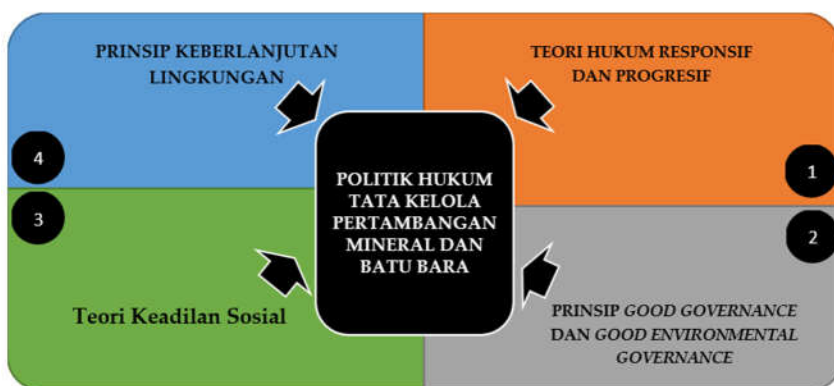 PRINSIP KEBERLANJUTAN
LINGKUNGAN
4
TEORI HUKUM RESPONSIF
DAN PROGRESIF
1
POLITIK HUKUM
TATA KELOLA
PERTAMBANGAN
MINERAL DAN
BATU BARA
3
Teori Keadilan Sosial
2
PRINSIP GOOD GOVERNANCE
DAN GOOD ENVIRONMENTAL
GOVERNANCE